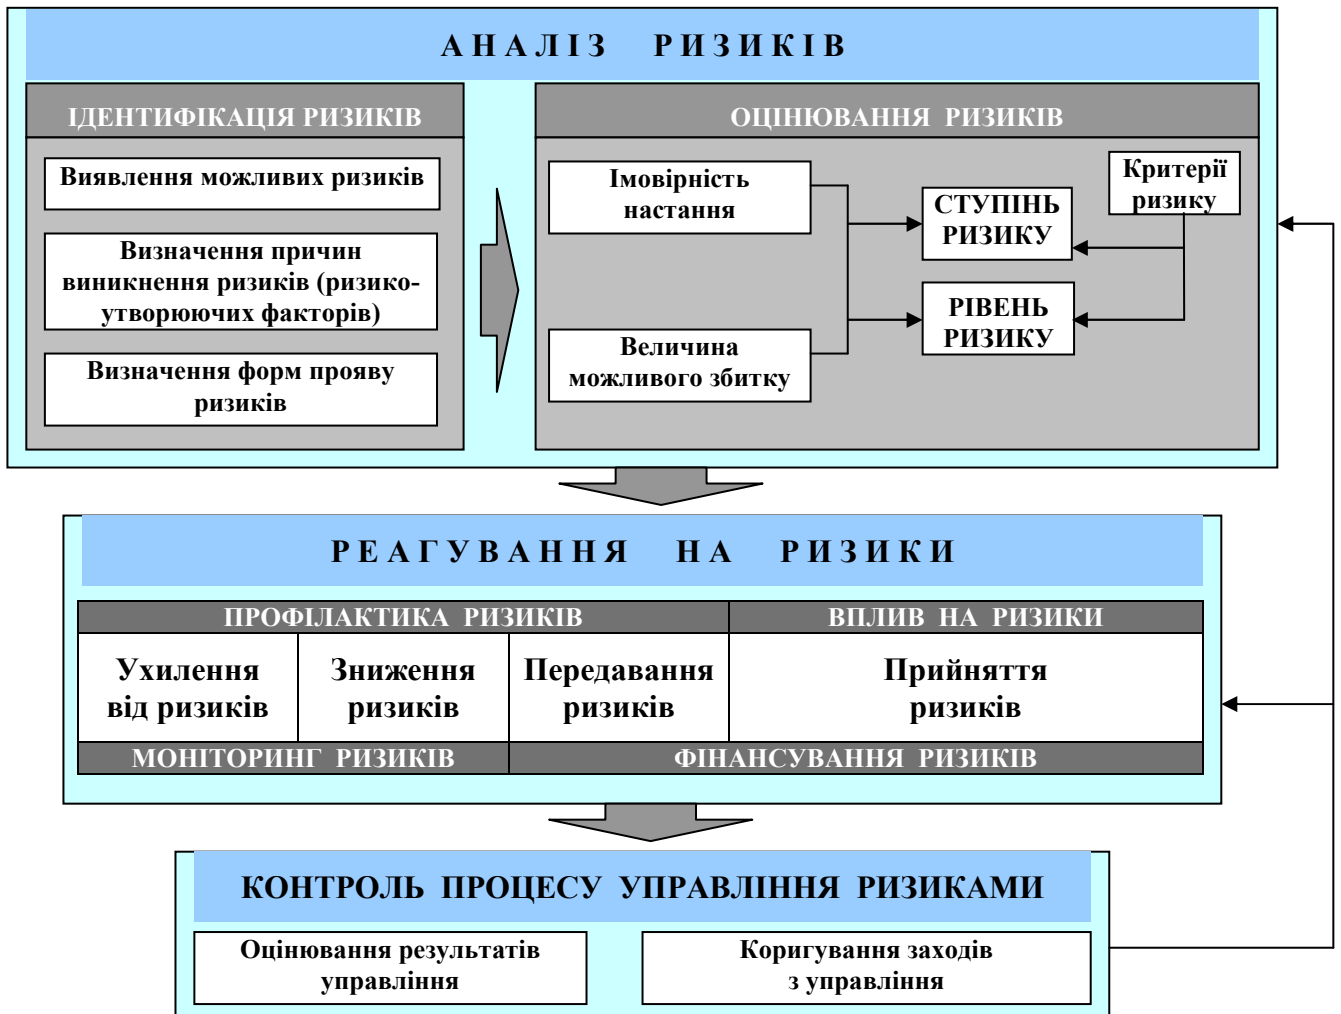 АНАЛІЗ РИЗИКІВ
ІДЕНТИФІКАЦІЯ РИЗИКІВ
Виявлення можливих ризиків
Визначення причин
виникнення ризиків (ризико-
утворюючих факторів)
Визначення форм прояву
ризиків
ОЦІНЮВАННЯ РИЗИКІВ
Імовірність
настання
Величина
можливого збитку
СТУПІНЬ
РИЗИКУ
РІВЕНЬ
РИЗИКУ
Критерії
ризику
РЕАГУВАННЯ НА РИЗИКИ
ПРОФІЛАКТИКА РИЗИКІВ
ВПЛИВ НА РИЗИКИ
Ухилення
від ризиків
Зниження
ризиків
Передавання
ризиків
Прийняття
ризиків
МОНІТОРИНГ РИЗИКІВ
ФІНАНСУВАННЯ РИЗИКІВ
КОНТРОЛЬ ПРОЦЕСУ УПРАВЛІННЯ РИЗИКАМИ
Оцінювання результатів
управління
Коригування заходів
з управління